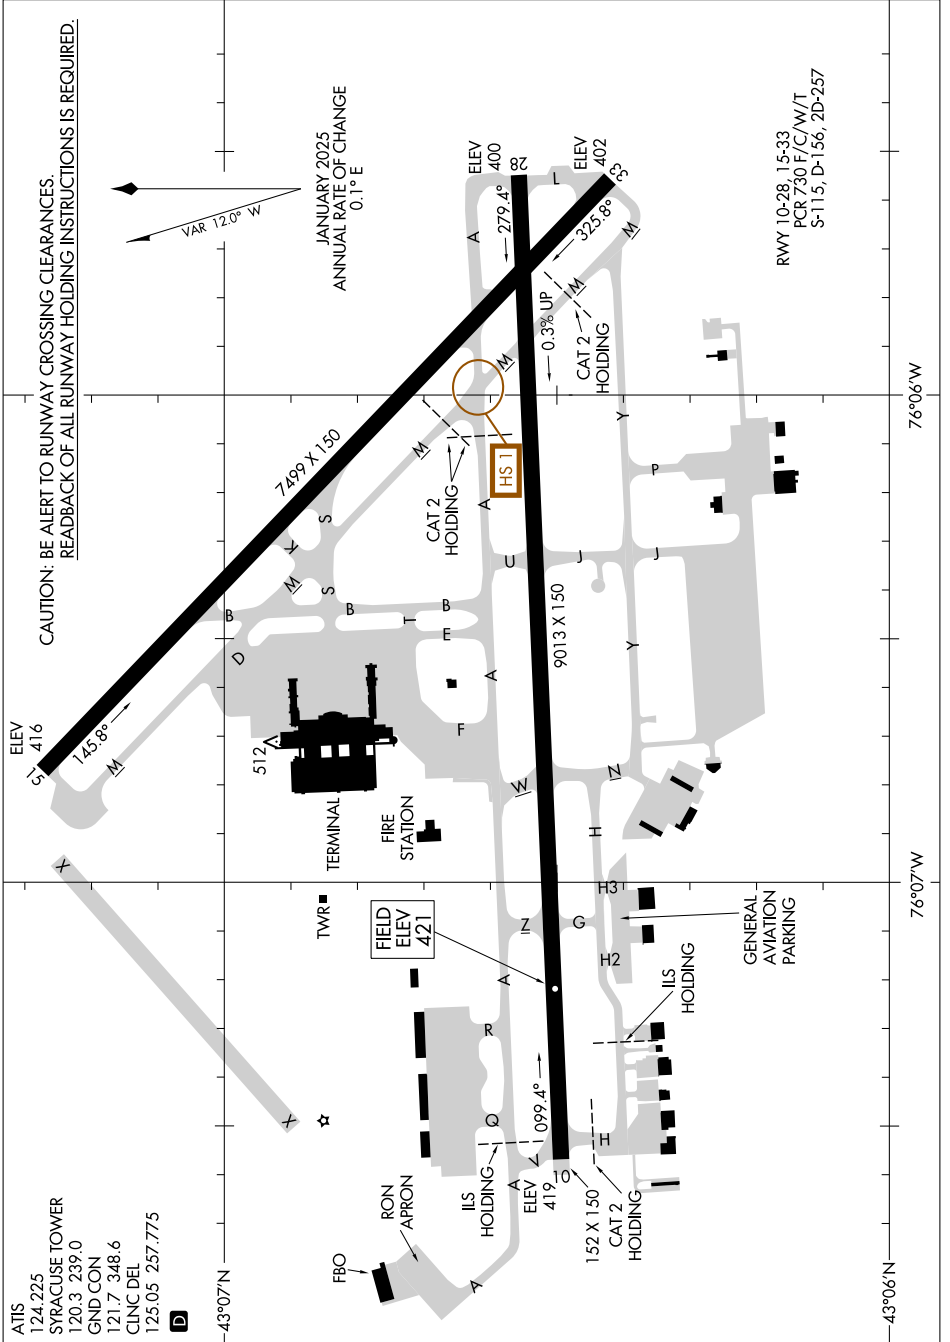 CAUTION: BE ALERT TO RUNWAY CROSSING CLEARANCES.
READBACK OF ALL RUNWAY HOLDING INSTRUCTIONS IS REQUIRED.
ATIS
124.225
SYRACUSE TOWER
120.3 239.0
GND CON
121.7 348.6
CLNC DEL
125.05 257.775
D
VAR 12.0° W
JANUARY 2025
ANNUAL RATE OF CHANGE
0.1° E
ELEV
400
28
ELEV
402
33
L
A
279.4°
325.8°
M
RWY 10-28, 15-33
PCR 730 F/C/W/T
S-115, D-156, 2D-257
M
0.3% UP
CAT 2
HOLDING
M
76°06'W
7499 X 150
M
HS 1
Y
CAT 2
HOLDING
A
P
S
K
U
J
J
M
S
B
B
B
T
E
9013 X 150
D
Y
A
F
ELEV
416
15
145.8°
M
512
TERMINAL
FIRE
STATION
W
N
H
X
TWR
FIELD
ELEV
421
Z
G
H3
H2
GENERAL
AVIATION
PARKING
76°07'W
A
R
ILS
HOLDING
X
Q
099.4°
H
V
A
10
ELEV
419
ILS
HOLDING
152 X 150
CAT 2
HOLDING
RON
APRON
FBO
A
43°07'N
43°06'N